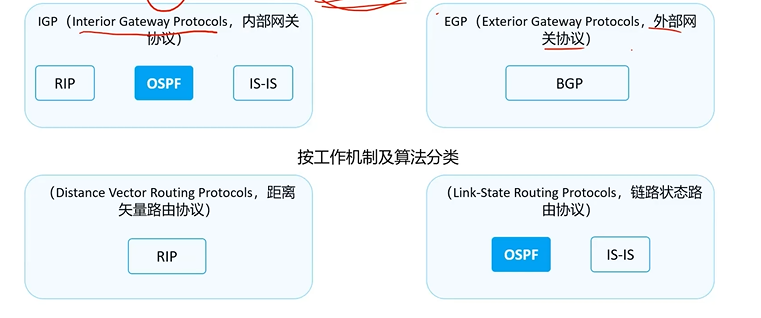 IGP（Interior Gateway Protocols，内部网关
协议）
RIP
OSPF
IS-IS
EGP（Exterior Gateway Protocols，外部网
关协议）
BGP
按工作机制及算法分类
（Distance Vector Routing Protocols，距离
矢量路由协议）
RIP
（Link-State Routing Protocols，链路状态路
由协议）
OSPF
IS-IS